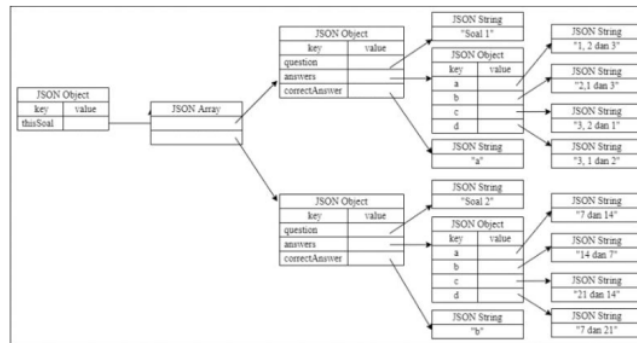 JSON Object
key value
thisSoal
JSON Array
JSON Object
key value
question
answers
correctAnswer
JSON String
"Soal 1"
JSON Object
key value
a
b
c
d
JSON String
"a"
JSON String
"1, 2 dan 3"
JSON String
"2,1 dan 3"
JSON String
"3, 2 dan 1"
JSON String
"3, 1 dan 2"
JSON Object
key value
question
answers
correctAnswer
JSON String
"Soal 2"
JSON Object
key value
a
b
c
d
JSON String
"b"
JSON String
"7 dan 14"
JSON String
"14 dan 7"
JSON String
"21 dan 14"
JSON String
"7 dan 21"